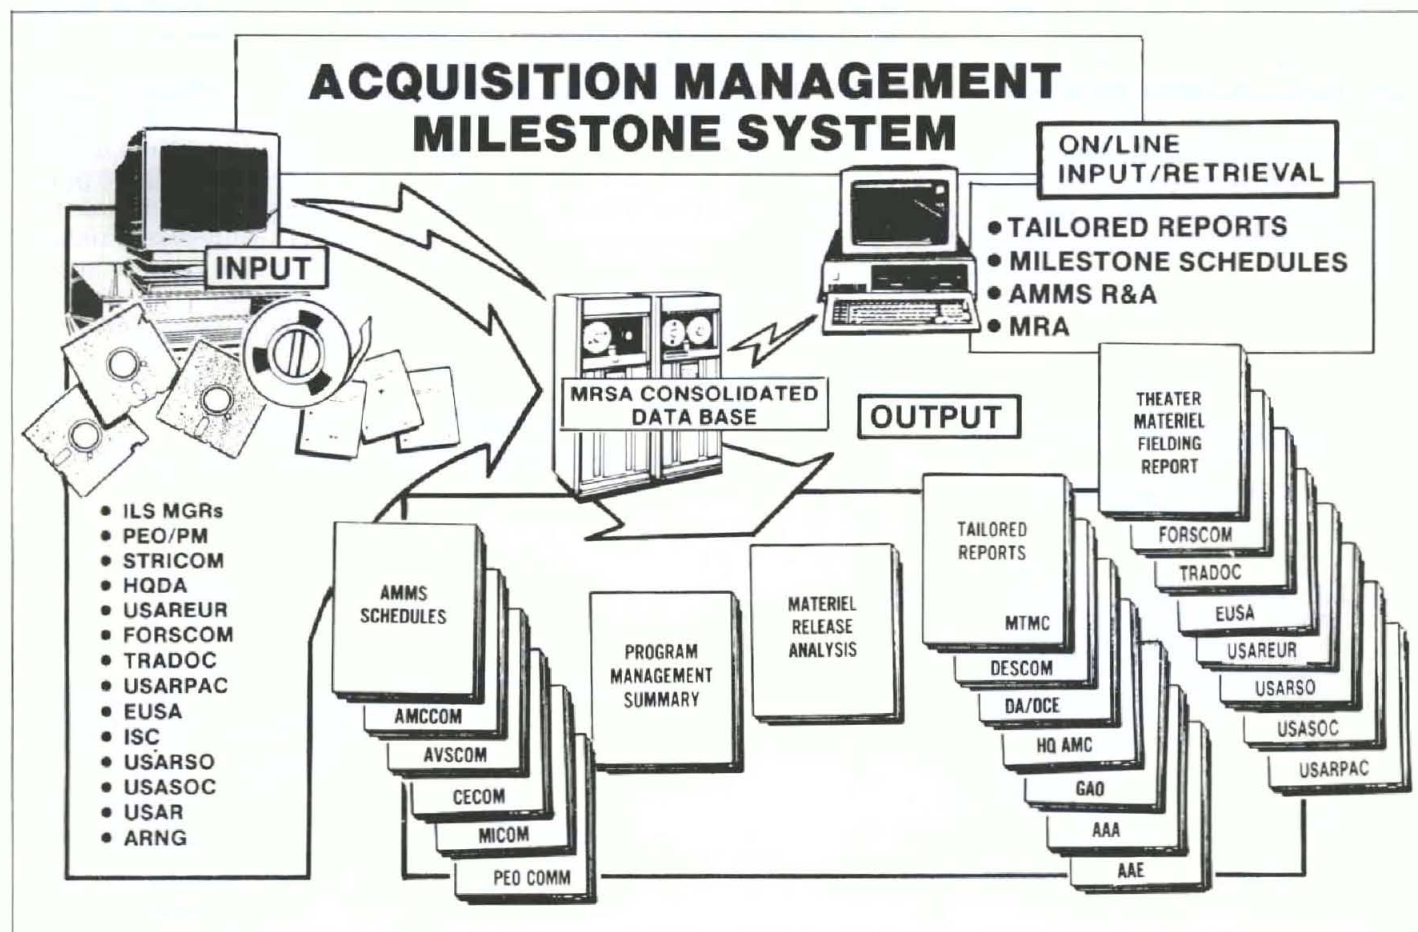 ACQUISITION MANAGEMENT
MILESTONE SYSTEM
ON/LINE
INPUT/RETRIEVAL
• TAILORED REPORTS
• MILESTONE SCHEDULES
• AMMS R&A
• MRA
INPUT
MRSA CONSOLIDATED
DATA BASE
OUTPUT
• ILS MGRs
• PEO/PM
• STRICOM
• HQDA
• USAREUR
• FORSCOM
• TRADOC
• USARPAC
• EUSA
• ISC
• USARSO
• USASOC
• USAR
• ARNG
AMMS
SCHEDULES
AMCCOM
AVSCOM
CECOM
MICOM
PEO COMM
PROGRAM
MANAGEMENT
SUMMARY
MATERIEL
RELEASE
ANALYSIS
TAILORED
REPORTS
MTMC
DESCOM
DA/OCE
HQ AMC
GAO
AAA
AAE
THEATER
MATERIEL
FIELDING
REPORT
FORSCOM
TRADOC
EUSA
USAREUR
USARSO
USASOC
USARPAC